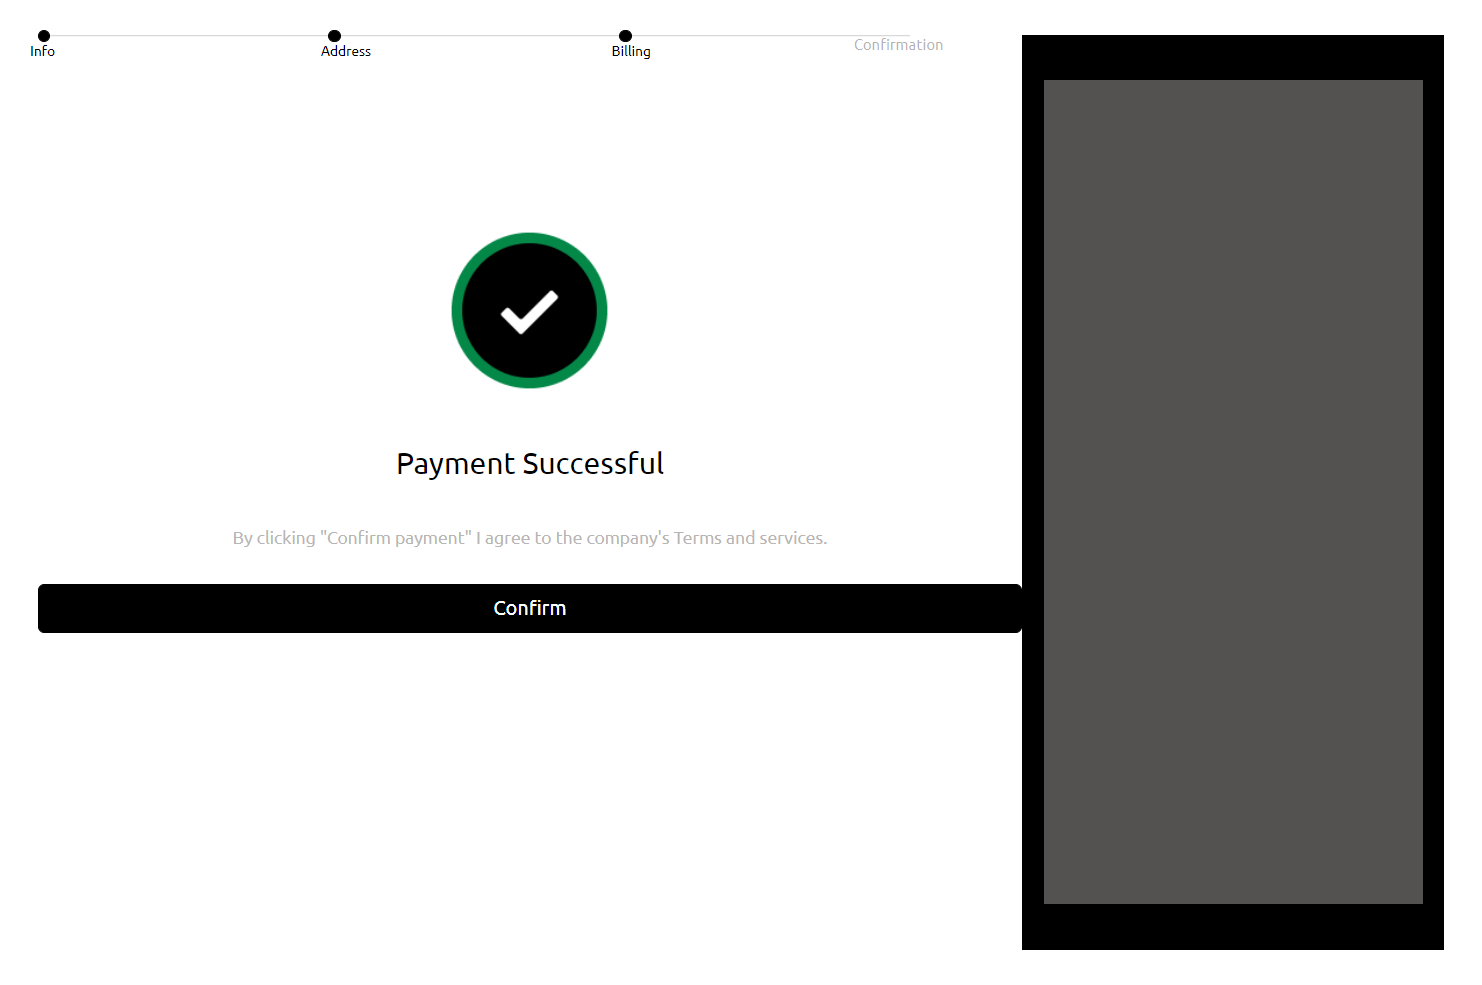 Info
Address
Billing
Confirmation
Payment Successful
By clicking "Confirm payment" I agree to the company's Terms and services.
Confirm